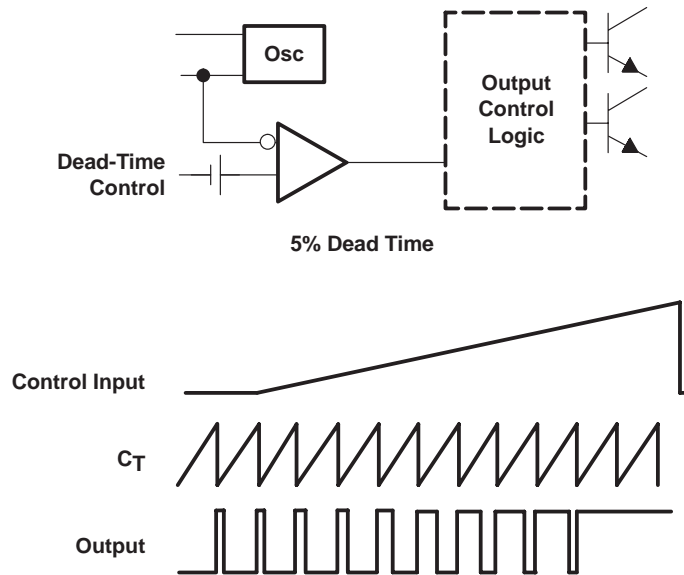 Osc
Output
Control
Logic
Dead-Time
Control
5% Dead Time
Control Input
CT
Output